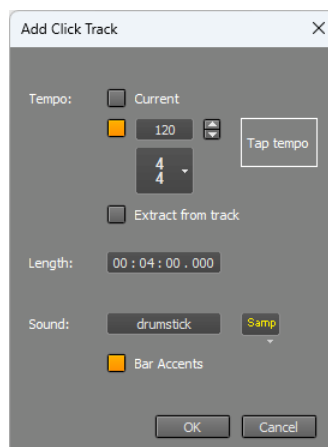 Add Click Track
Tempo:
Current
120
Tap tempo
4
4
Extract from track
Length:
00 : 04 : 00 . 000
Sound:
drumstick
Samp
Bar Accents
OK
Cancel